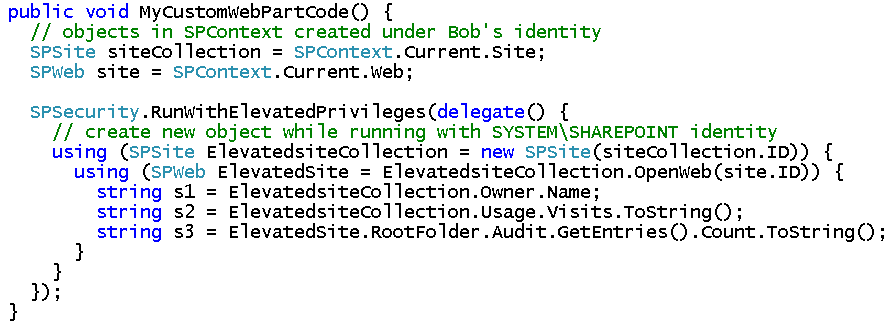 public void MyCustomWebPartCode() {
  // objects in SPContext created under Bob's identity
  SPSite siteCollection = SPContext.Current.Site;
  SPWeb site = SPContext.Current.Web;

  SPSecurity.RunWithElevatedPrivileges(delegate() {
    // create new object while running with SYSTEM\SHAREPOINT identity
    using (SPSite ElevatedsiteCollection = new SPSite(siteCollection.ID)) {
      using (SPWeb ElevatedSite = ElevatedsiteCollection.OpenWeb(site.ID)) {
        string s1 = ElevatedsiteCollection.Owner.Name;
        string s2 = ElevatedsiteCollection.Usage.Visits.ToString();
        string s3 = ElevatedSite.RootFolder.Audit.GetEntries().Count.ToString();
      }
    }
  });
}